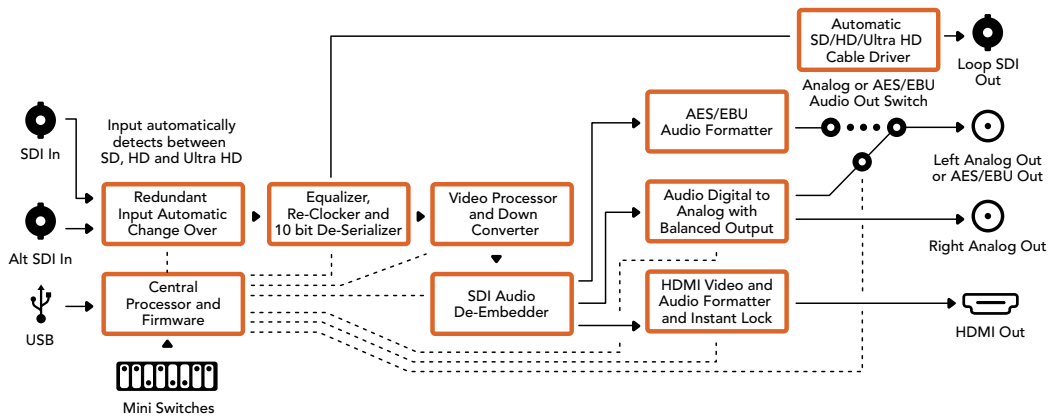 Automatic
SD/HD/Ultra HD
Cable Driver
Loop SDI
Out
Analog or AES/EBU
Audio Out Switch
AES/EBU
Audio Formatter
Input automatically
detects between
SD, HD and Ultra HD
SDI In
Left Analog Out
or AES/EBU Out
Redundant
Input Automatic
Change Over
Equalizer,
Re-Clocker and
10 bit De-Serializer
Video Processor
and Down
Converter
Audio Digital to
Analog with
Balanced Output
Right Analog Out
Alt SDI In
Central
Processor and
Firmware
SDI Audio
De-Embedder
HDMI Video and
Audio Formatter
and Instant Lock
USB
HDMI Out
Mini Switches